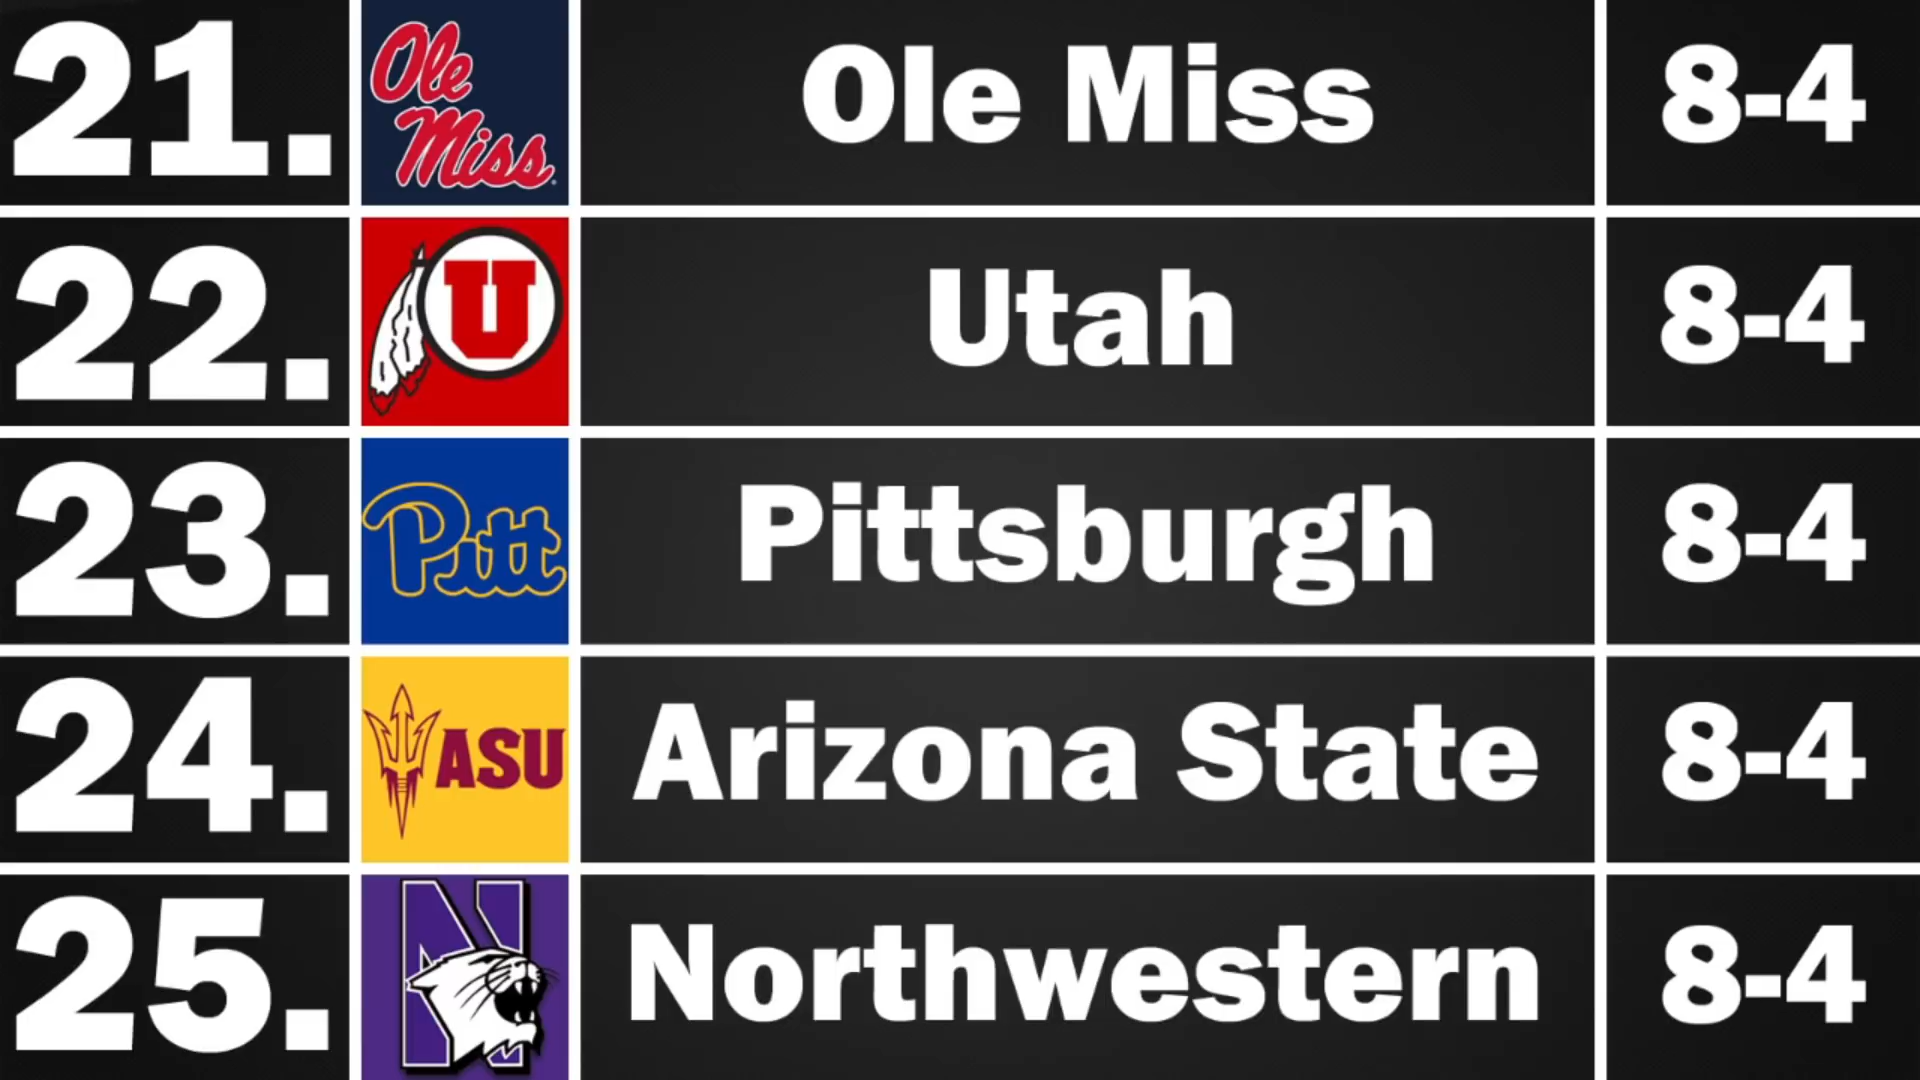 21. Ole Miss Ole Miss 8-4
22. U Utah 8-4
23. Pitt Pittsburgh 8-4
24. ASU Arizona State 8-4
25. N Northwestern 8-4